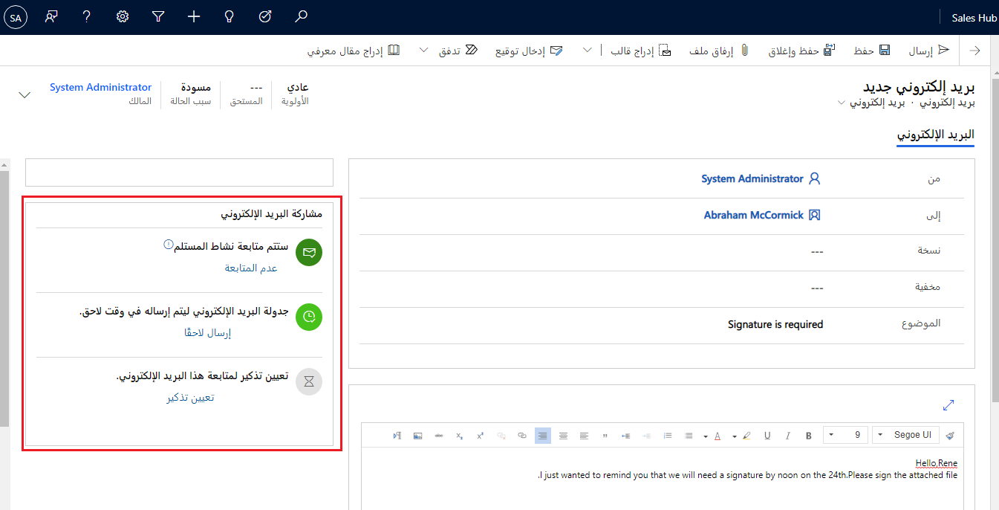 Sales Hub
SA
إرسال
حفظ
حفظ وإغلاق
إرفاق ملف
إدراج قالب
إدخال توقيع
تدفق
إدراج مقال معرفي
بريد إلكتروني جديد
بريد إلكتروني · بريد إلكتروني
عادي
الأولوية
---
المستحق
مسودة
سبب الحالة
System Administrator
المالك
البريد الإلكتروني
من
System Administrator
إلى
Abraham McCormick
نسخة
---
مخفية
---
الموضوع
Signature is required
مشاركة البريد الإلكتروني
ستتم متابعة نشاط المستلم
عدم المتابعة
جدولة البريد الإلكتروني ليتم إرساله في وقت لاحق.
إرسال لاحقًا
تعيين تذكير لمتابعة هذا البريد الإلكتروني.
تعيين تذكير
Segoe UI
9
B I U A
Hello,Rene
.I just wanted to remind you that we will need a signature by noon on the 24th.Please sign the attached file